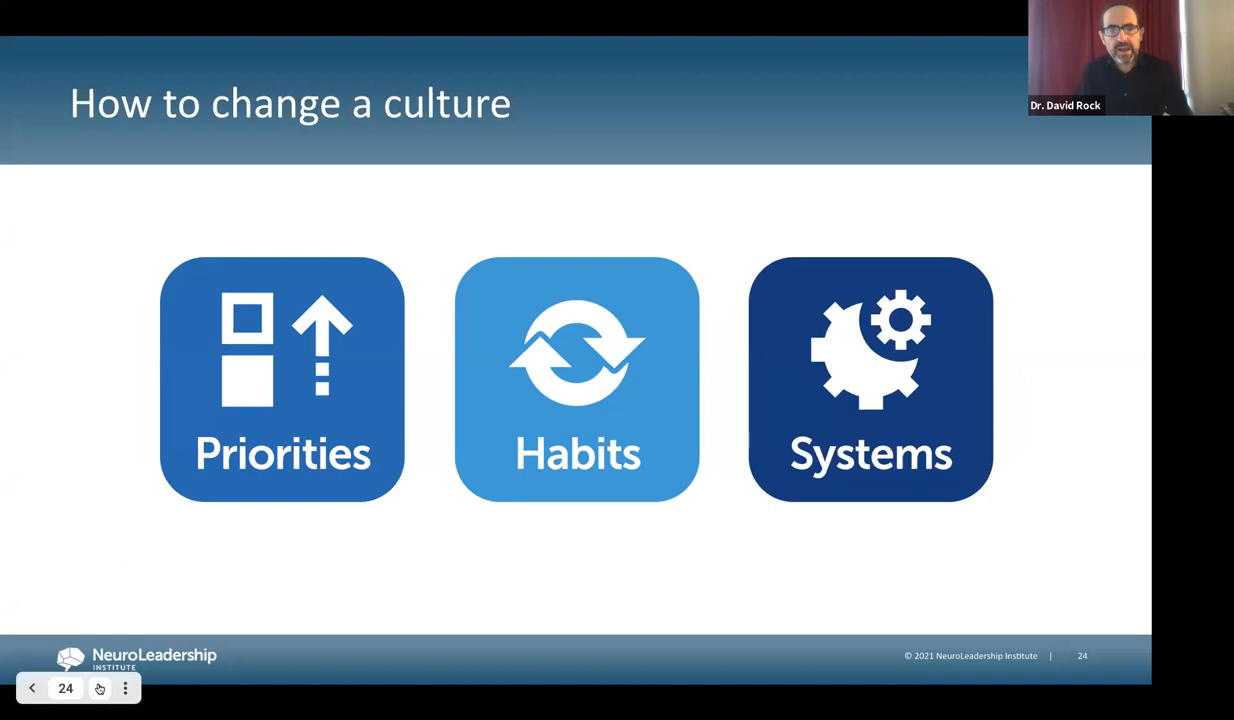 How to change a culture
Dr. David Rock
Priorities
Habits
Systems
NeuroLeadership
INSTITUTE
© 2021 NeuroLeadership Institute | 24
24